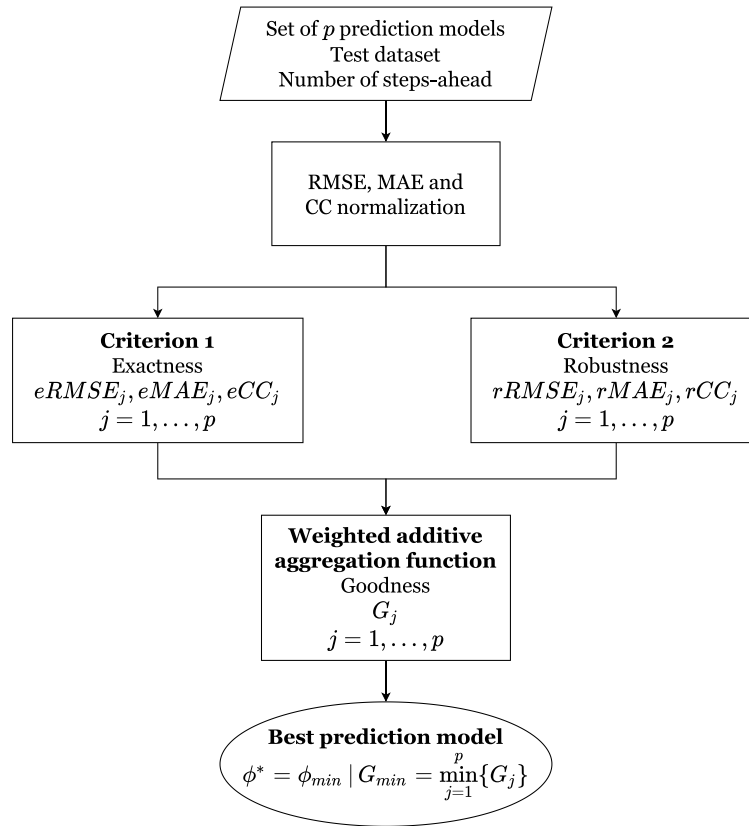 Set of p prediction models
Test dataset
Number of steps-ahead
RMSE, MAE and
CC normalization
Criterion 1
Exactness
eRMSE_j, eMAE_j, eCC_j
j = 1, . . . , p
Criterion 2
Robustness
rRMSE_j, rMAE_j, rCC_j
j = 1, . . . , p
Weighted additive
aggregation function
Goodness
G_j
j = 1, . . . , p
Best prediction model
ϕ* = ϕ_min | G_min = min_{j=1}^{p}{G_j}